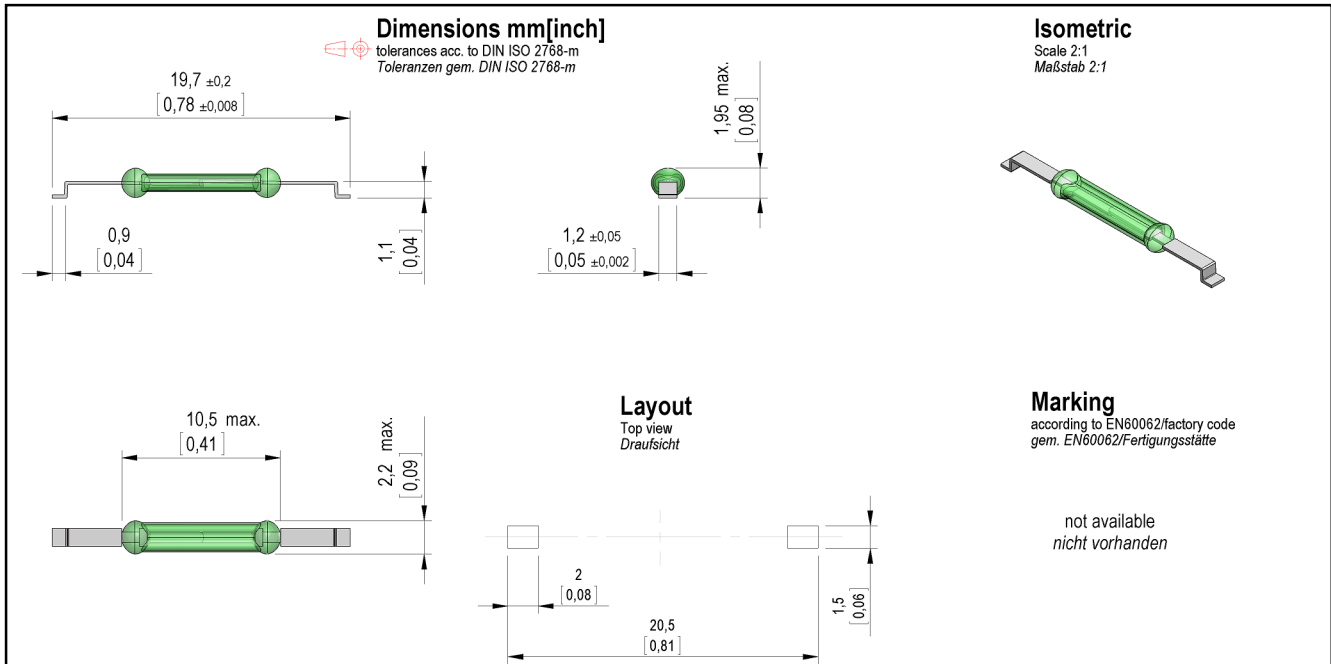 Dimensions mm[inch]
tolerances acc. to DIN ISO 2768-m
Toleranzen gem. DIN ISO 2768-m
Isometric
Scale 2:1
Maßstab 2:1
19,7 ±0,2
[0,78 ±0,008]
1,95 max.
[0,08]
0,9
[0,04]
1,1
[0,04]
1,2 ±0,05
[0,05 ±0,002]
10,5 max.
[0,41]
2,2 max.
[0,09]
Layout
Top view
Draufsicht
2
[0,08]
20,5
[0,81]
1,5
[0,06]
Marking
according to EN60062/factory code
gem. EN60062/Fertigungsstätte
not available
nicht vorhanden